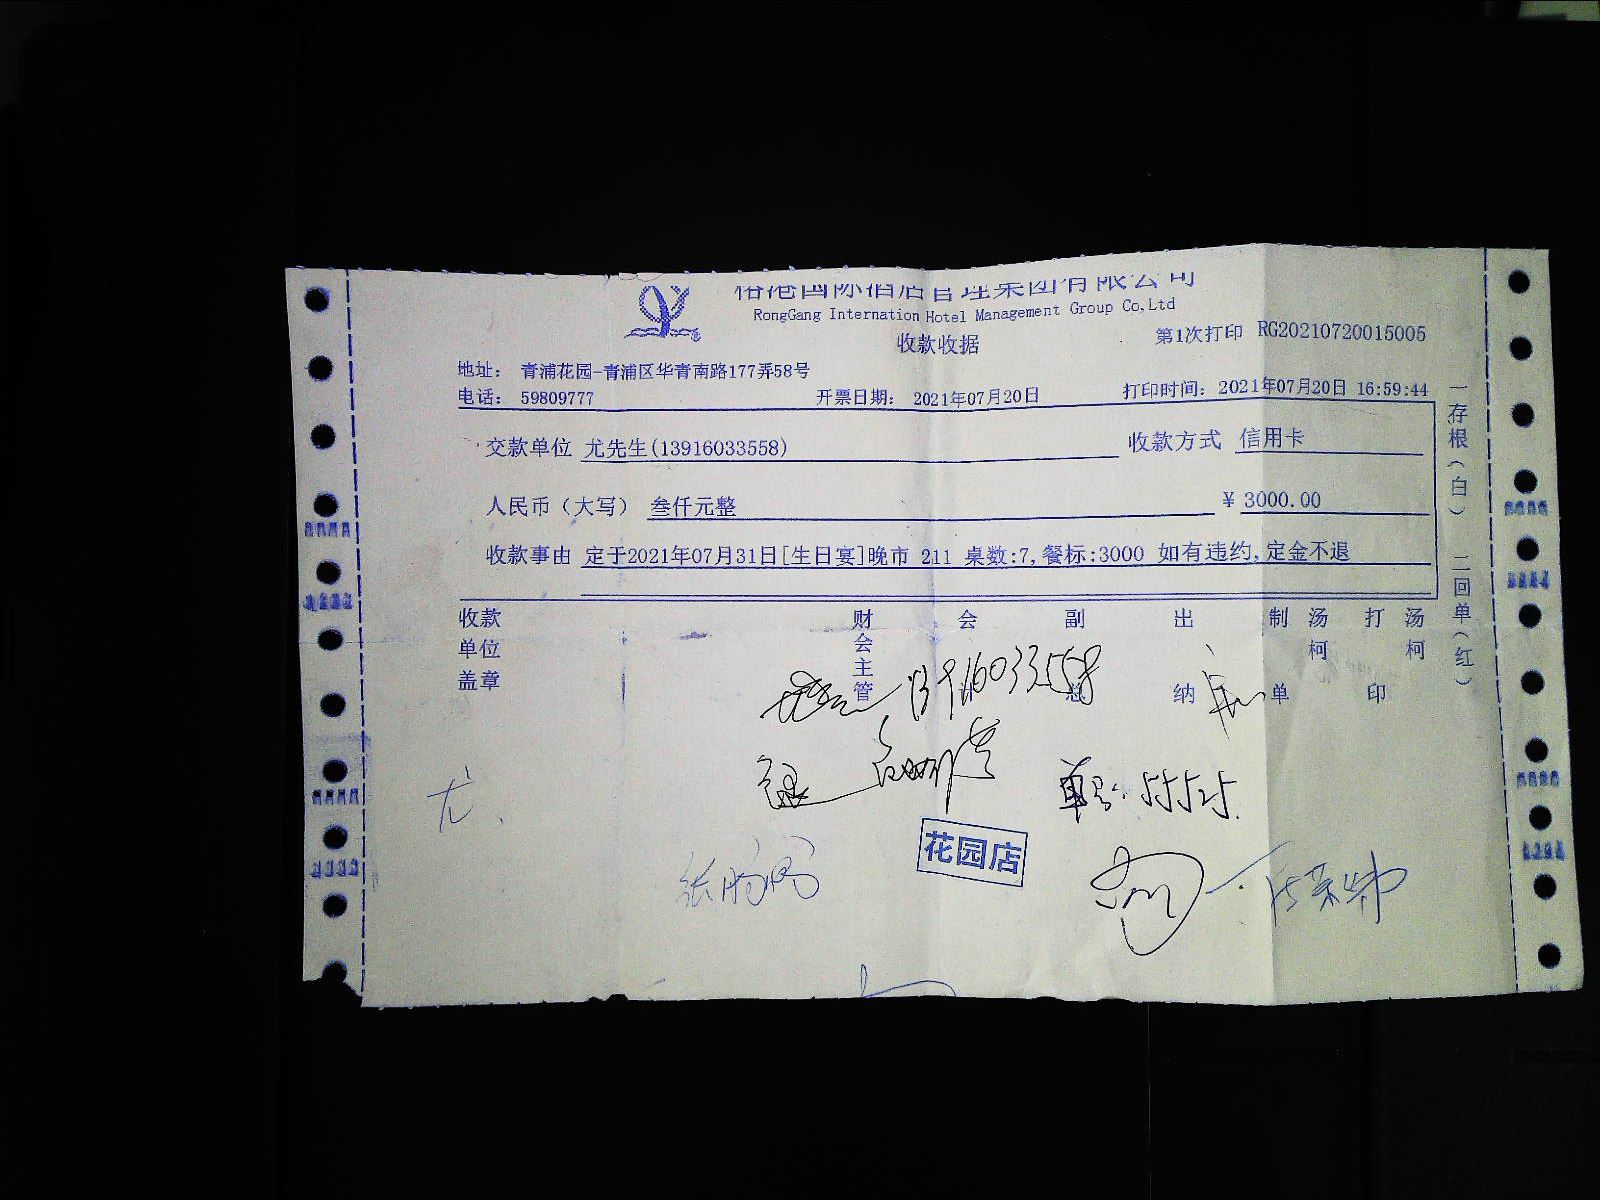 港国际酒店管理集团有限公司
RongGang Internation Hotel Management Group Co,Ltd
收款收据
第1次打印 RG20210720015005
地址： 青浦花园-青浦区华青南路177弄58号
电话： 59809777 开票日期： 2021年07月20日 打印时间： 2021年07月20日 16:59:44
交款单位 尤先生(13916033558) 收款方式 信用卡
人民币（大写） 叁仟元整 ¥ 3000.00
收款事由 定于2021年07月31日[生日宴]晚市 211 桌数:7,餐标:3000 如有违约,定金不退
一存根(白) 二回单(红)
收款单位盖章 财会主管 会 副 出纳 制单 汤柯 打印 汤柯
13916033558
尤
单号:
花园店